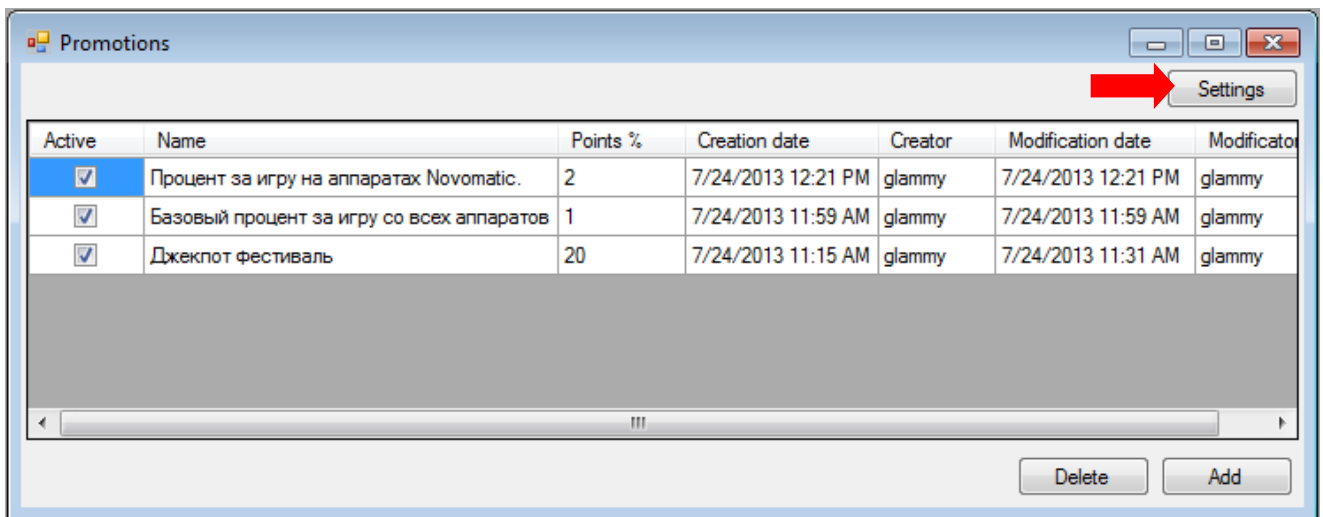 Promotions
Settings
Active Name Points % Creation date Creator Modification date Modificator
Процент за игру на аппаратах Novomatic. 2 7/24/2013 12:21 PM glammy 7/24/2013 12:21 PM glammy
Базовый процент за игру со всех аппаратов 1 7/24/2013 11:59 AM glammy 7/24/2013 11:59 AM glammy
Джекпот фестиваль 20 7/24/2013 11:15 AM glammy 7/24/2013 11:31 AM glammy
Delete Add